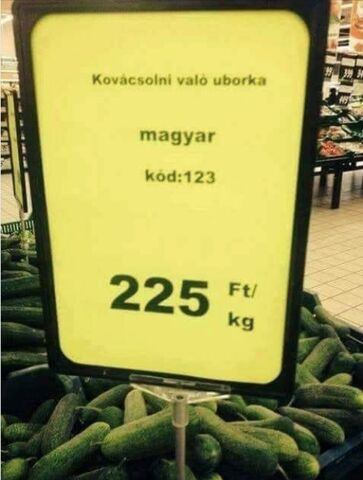 Kovácsolni való uborka
magyar
kód:123
225 Ft/
kg